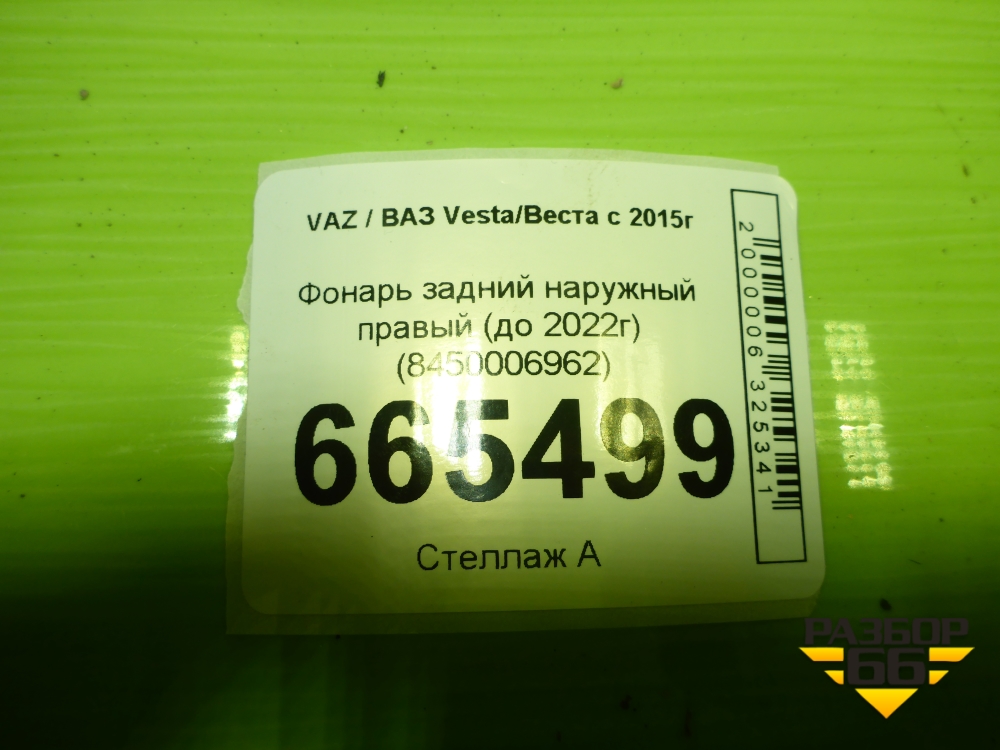 VAZ / ВАЗ Vesta/Веста с 2015г
Фонарь задний наружный
правый (до 2022г)
(8450006962)
665499
Стеллаж А
2000006325341
РАЗБОР
66